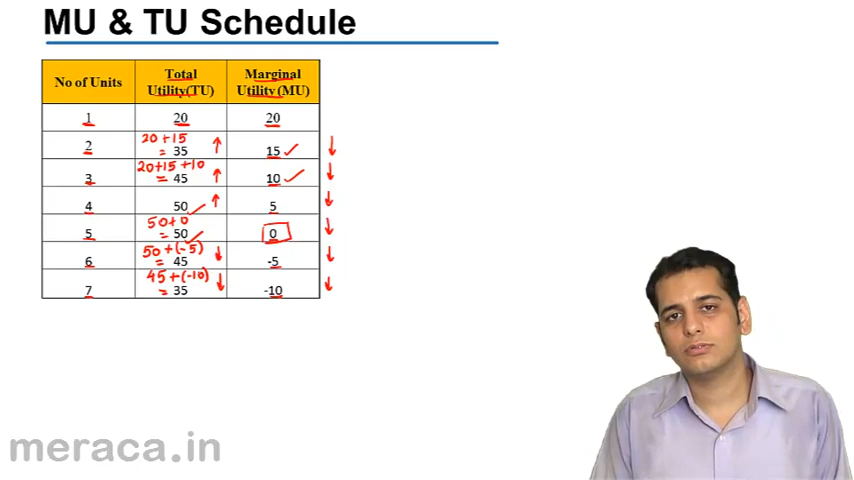 MU & TU Schedule
No of Units
Total Utility(TU)
Marginal Utility(MU)
1 20 20
20+15
2 = 35 15
20+15+10
3 = 45 10
4 50 5
50+0
5 = 50 0
50+(-5)
6 = 45 -5
45+(-10)
7 = 35 -10
meraca.in